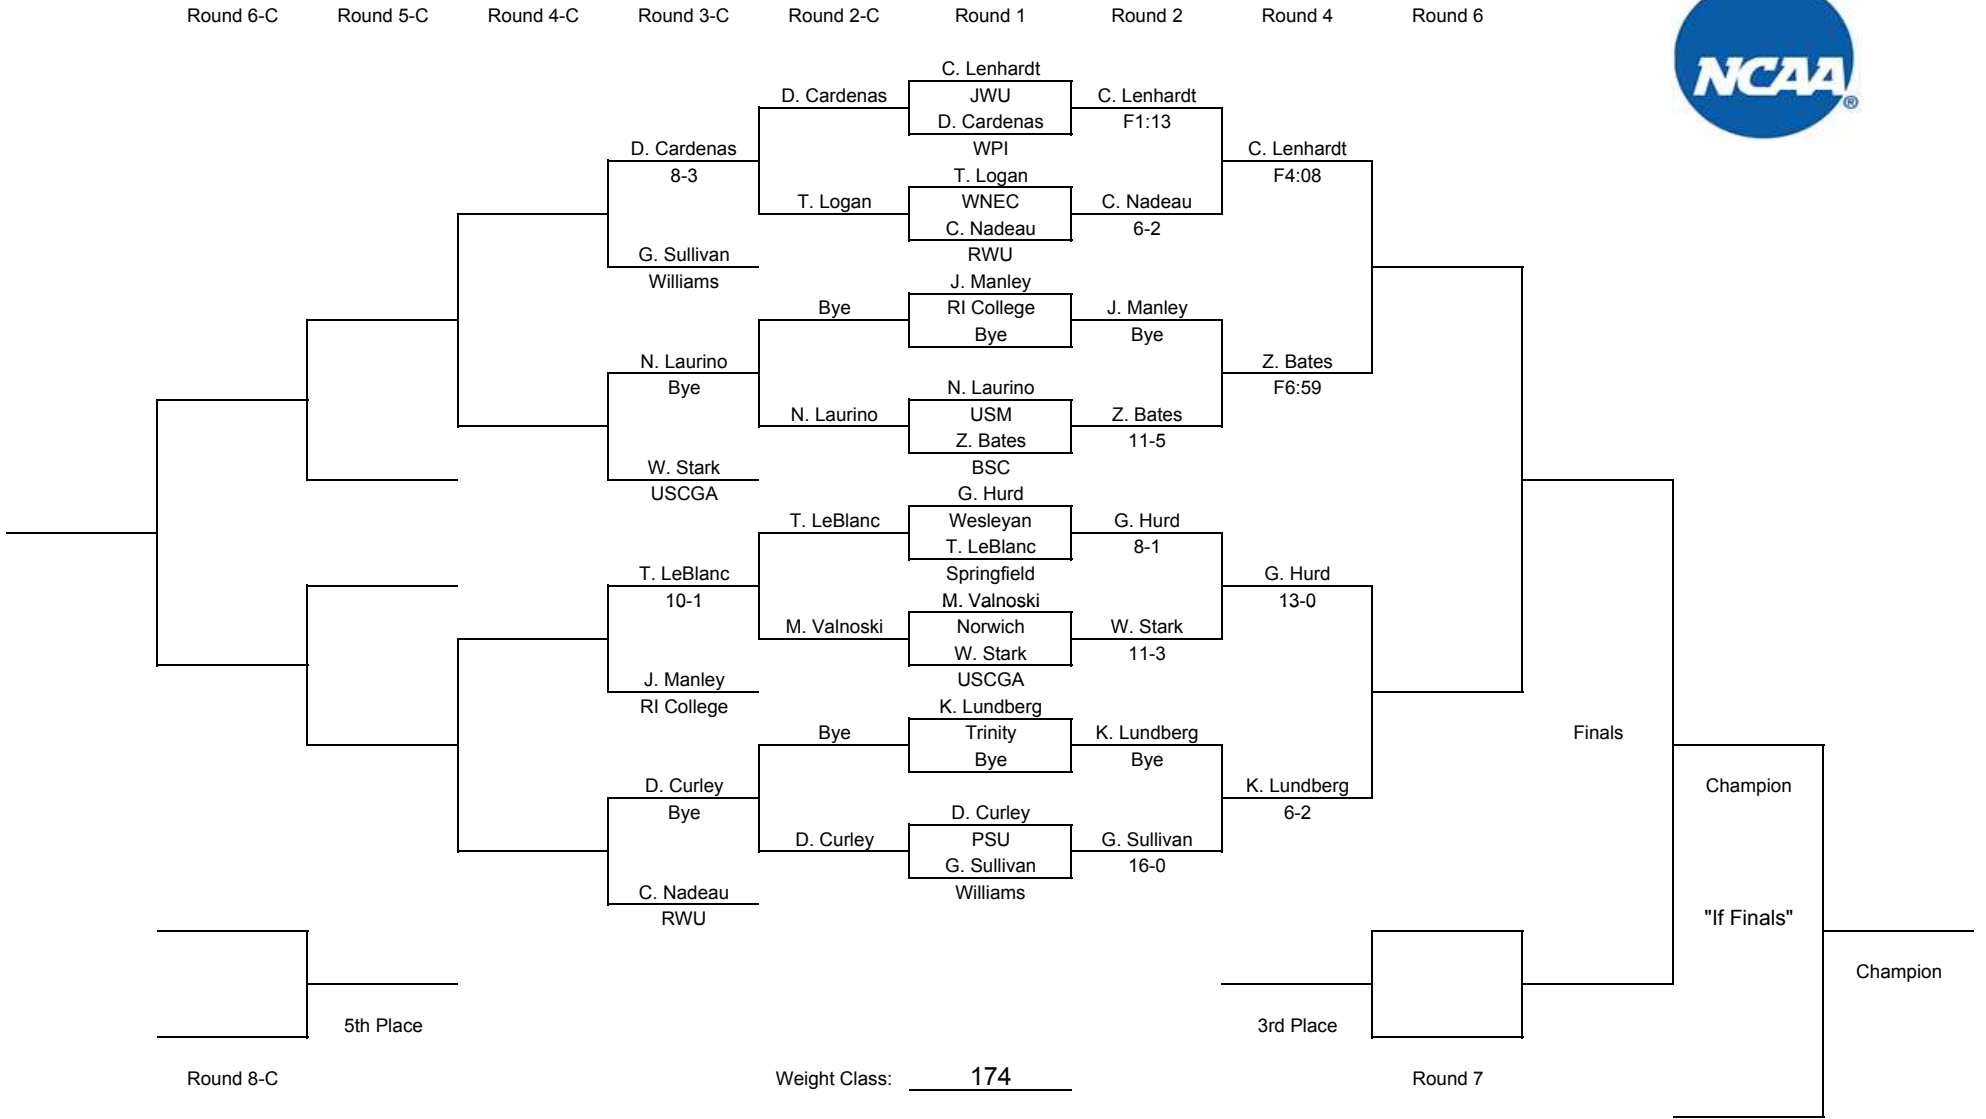 Round 6-C Round 5-C Round 4-C Round 3-C Round 2-C Round 1 Round 2 Round 4 Round 6
NCAA®
C. Lenhardt
D. Cardenas JWU C. Lenhardt
D. Cardenas F1:13
D. Cardenas WPI C. Lenhardt
8-3 T. Logan F4:08
T. Logan WNEC C. Nadeau
C. Nadeau 6-2
G. Sullivan RWU
Williams J. Manley
Bye RI College J. Manley
Bye Bye
N. Laurino Z. Bates
Bye N. Laurino F6:59
N. Laurino USM Z. Bates
Z. Bates 11-5
W. Stark BSC
USCGA G. Hurd
T. LeBlanc Wesleyan G. Hurd
T. LeBlanc 8-1
T. LeBlanc Springfield G. Hurd
10-1 M. Valnoski 13-0
M. Valnoski Norwich W. Stark
W. Stark 11-3
J. Manley USCGA
RI College K. Lundberg
Bye Trinity K. Lundberg Finals
Bye Bye
D. Curley K. Lundberg Champion
Bye D. Curley 6-2
D. Curley PSU G. Sullivan
G. Sullivan 16-0
C. Nadeau Williams
RWU "If Finals"
Champion
5th Place 3rd Place
Round 8-C Weight Class: 174 Round 7